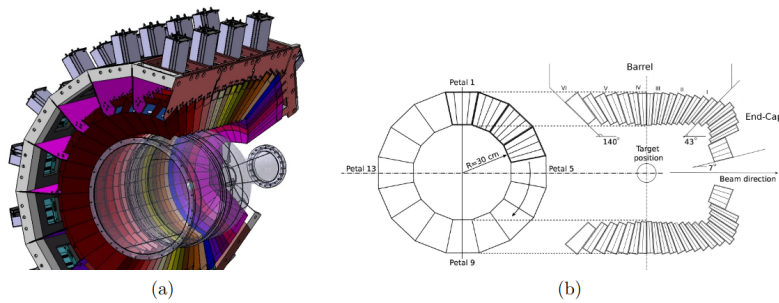 Barrel
Petal 1
VI
V
IV
III
II
I
End-Cap
140°
43°
Target
position
R=30 cm
7°
Petal 13
Petal 5
Beam direction
Petal 9
(a)
(b)